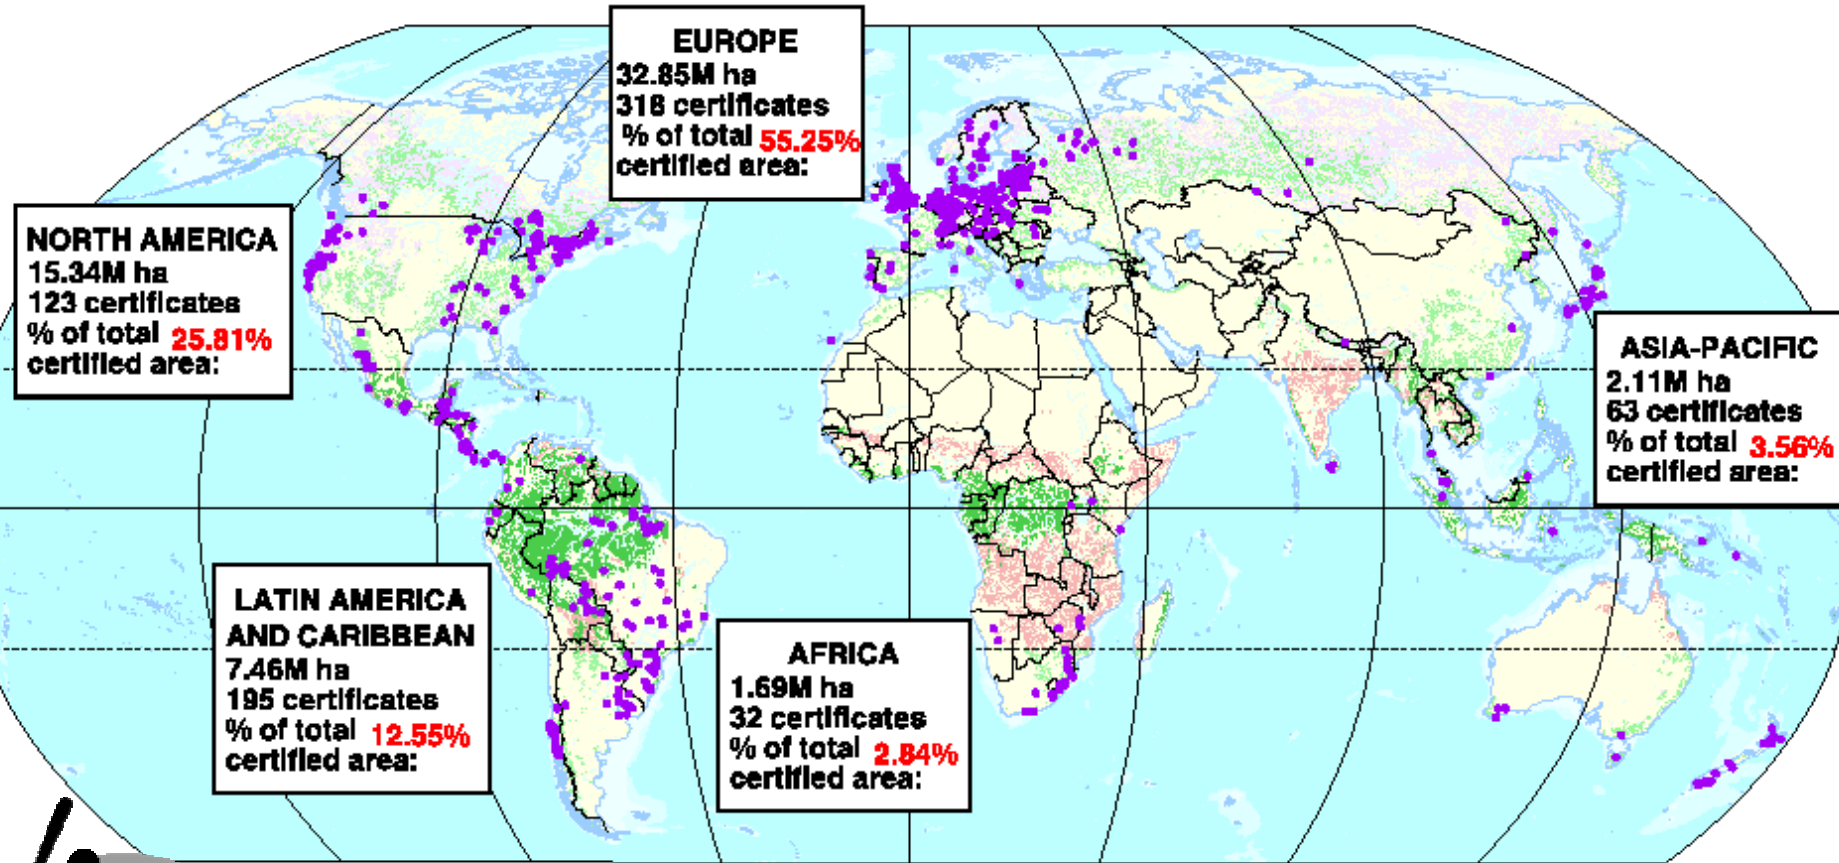 EUROPE
32.85M ha
318 certificates
% of total 55.25%
certified area:
NORTH AMERICA
15.34M ha
123 certificates
% of total 25.81%
certified area:
ASIA-PACIFIC
2.11M ha
63 certificates
% of total 3.56%
certified area:
LATIN AMERICA
AND CARIBBEAN
7.46M ha
195 certificates
% of total 12.55%
certified area:
AFRICA
1.69M ha
32 certificates
% of total 2.84%
certified area: